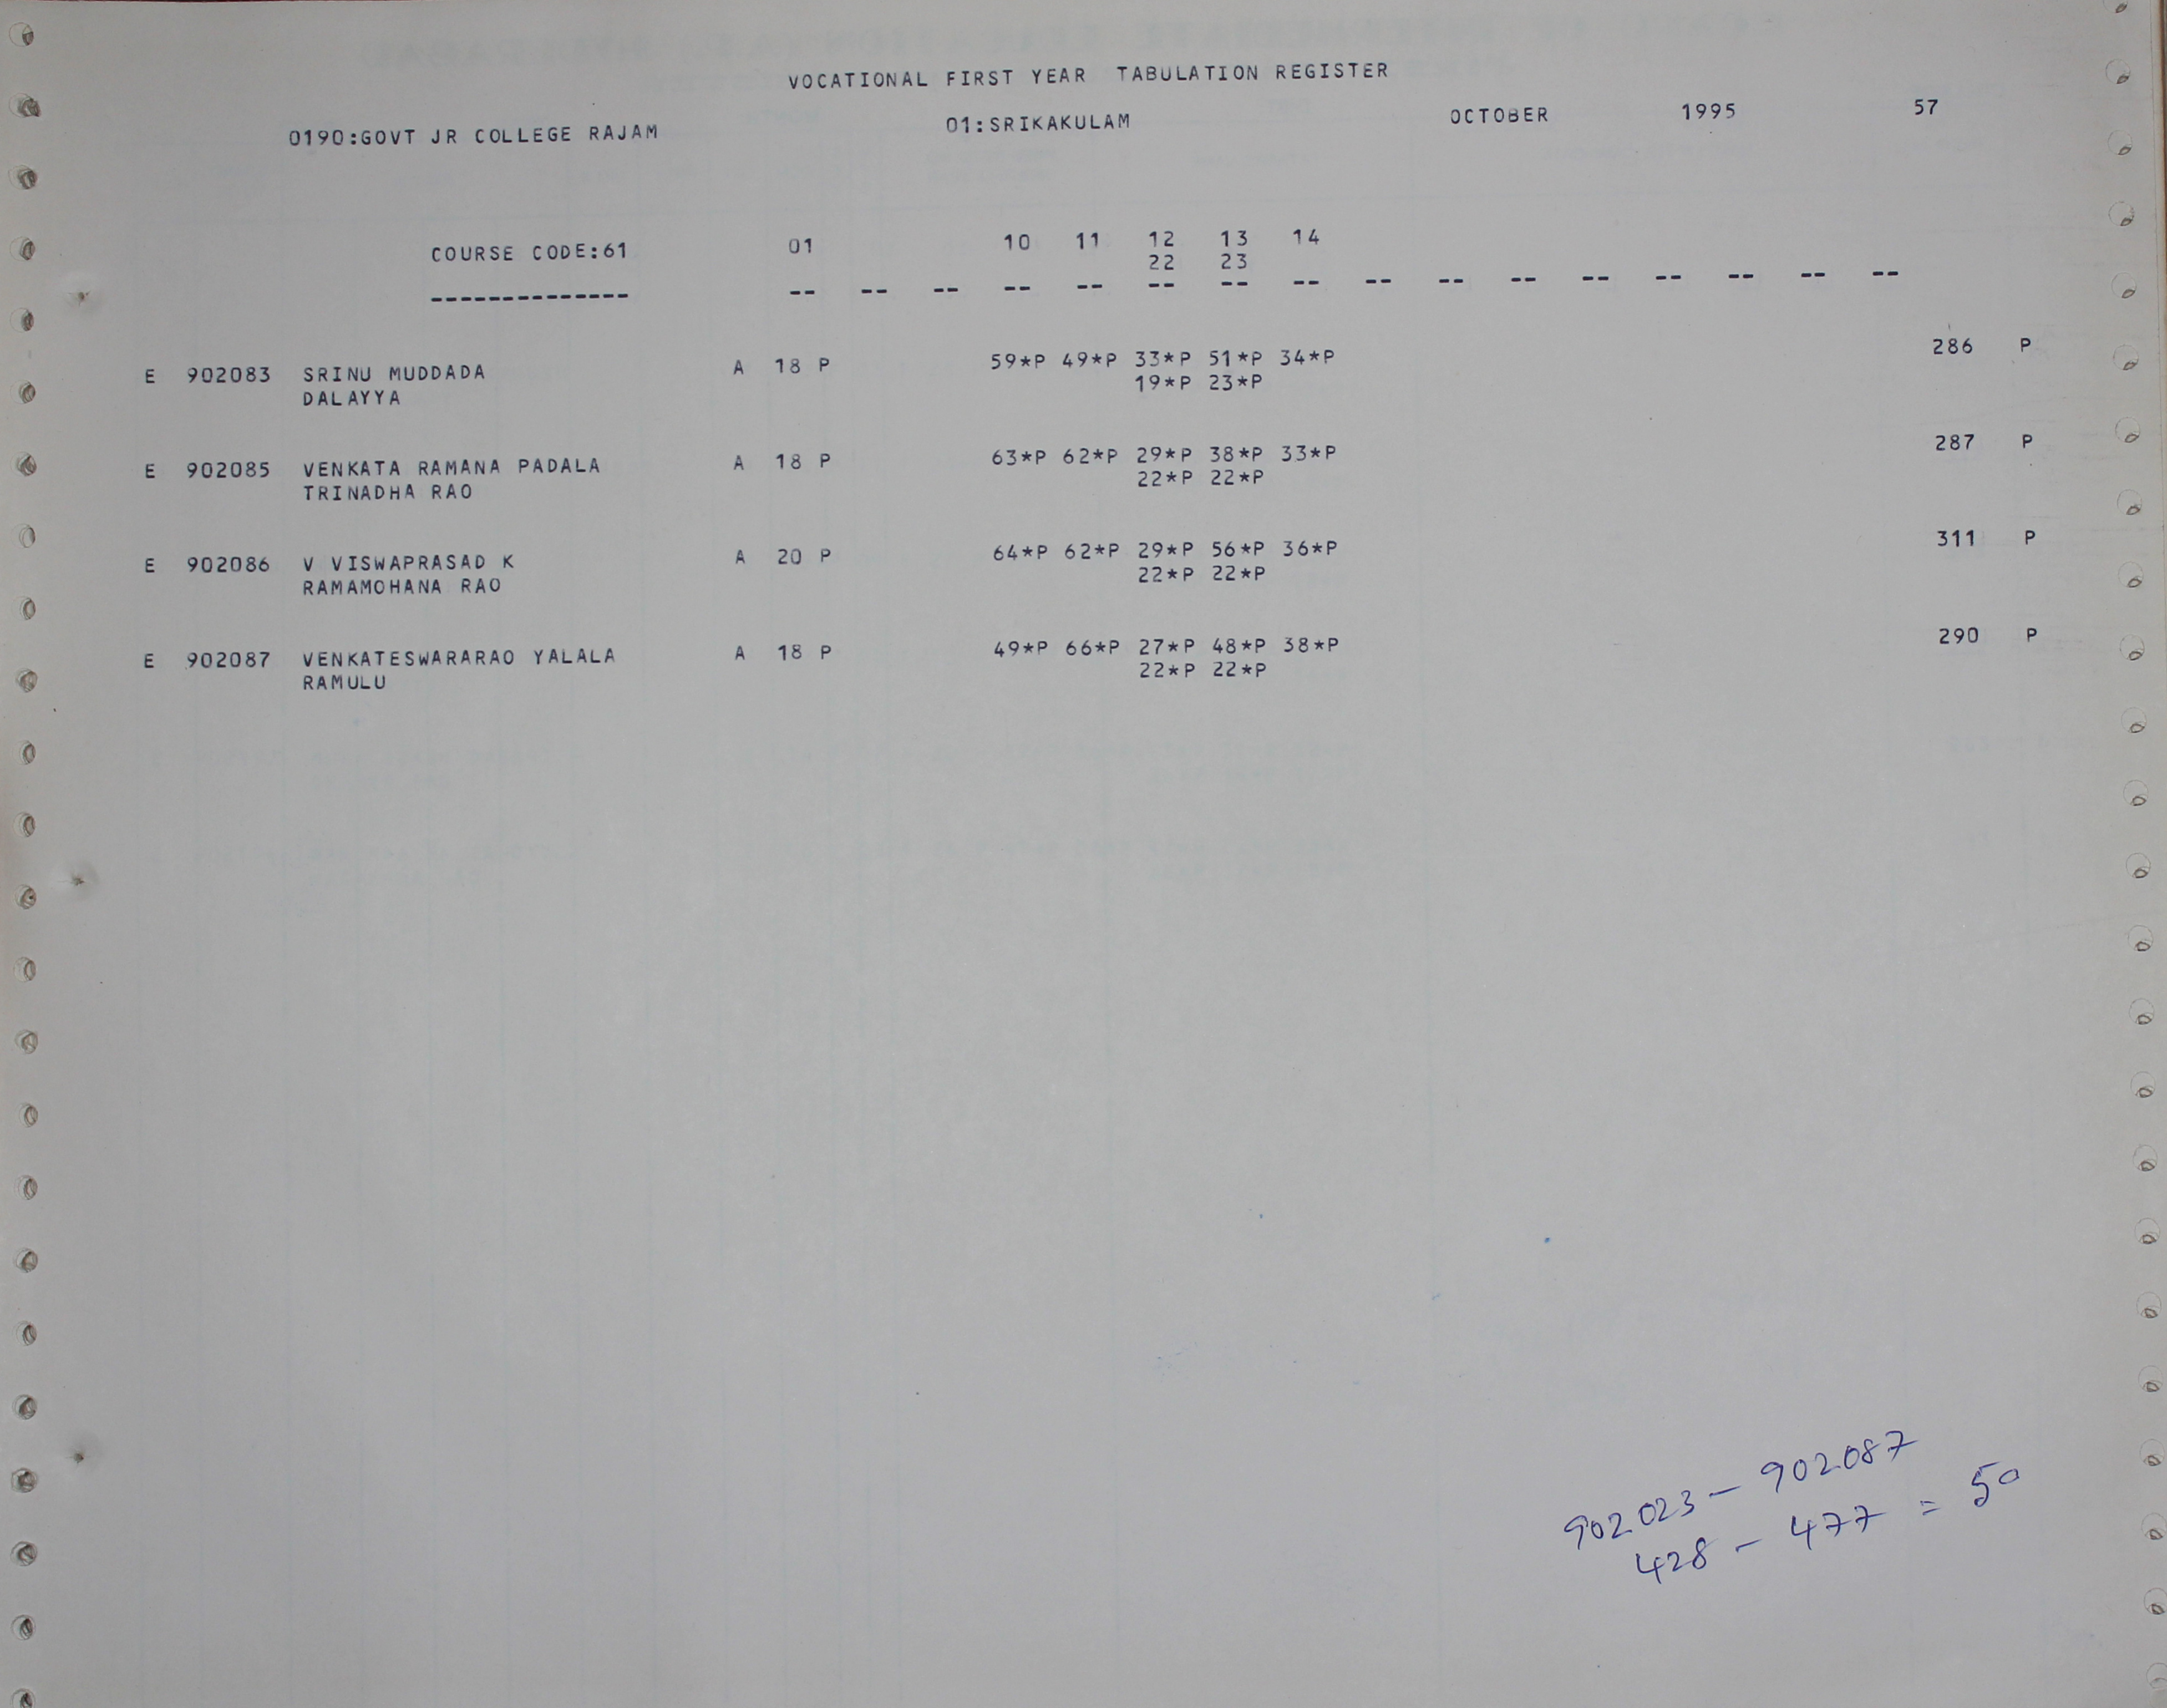 VOCATIONAL FIRST YEAR TABULATION REGISTER
0190:GOVT JR COLLEGE RAJAM 01:SRIKAKULAM OCTOBER 1995 57
COURSE CODE:61 01 10 11 12 13 14
22 23
-------------- -- -- -- -- -- -- -- -- -- -- -- -- -- -- -- --
E 902083 SRINU MUDDADA A 18 P 59*P 49*P 33*P 51*P 34*P 286 P
DALAYYA 19*P 23*P
E 902085 VENKATA RAMANA PADALA A 18 P 63*P 62*P 29*P 38*P 33*P 287 P
TRINADHA RAO 22*P 22*P
E 902086 V VISWAPRASAD K A 20 P 64*P 62*P 29*P 56*P 36*P 311 P
RAMAMOHANA RAO 22*P 22*P
E 902087 VENKATESWARARAO YALALA A 18 P 49*P 66*P 27*P 48*P 38*P 290 P
RAMULU 22*P 22*P
902023 - 902087
428 - 477 = 50